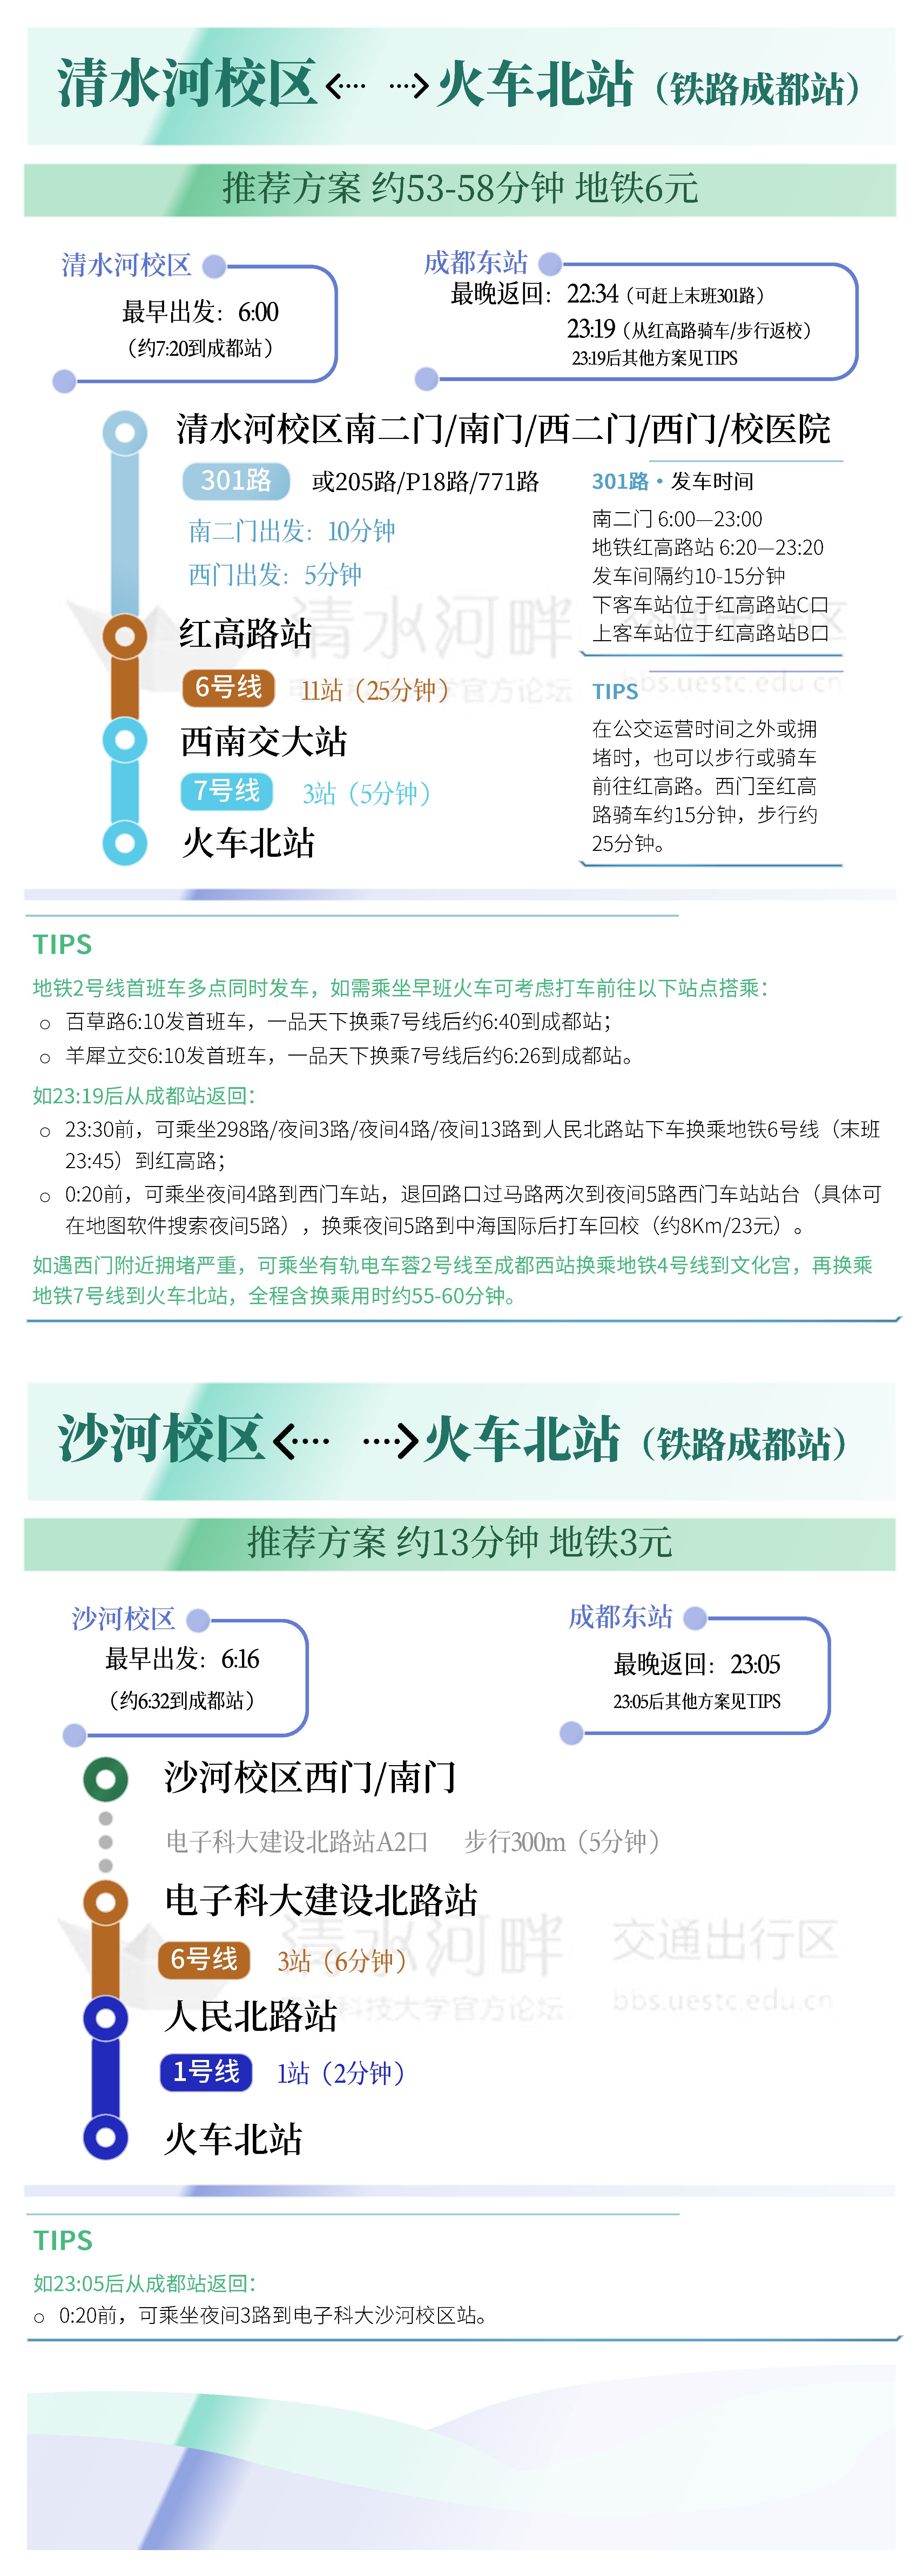 清水河校区 火车北站（铁路成都站）
推荐方案 约53-58分钟 地铁6元
清水河校区
最早出发：6:00
（约7:20到成都站）
成都东站
最晚返回：22:34（可赶上末班301路）
23:19（从红高路骑车/步行返校）
23:19后其他方案见TIPS
清水河校区南二门/南门/西二门/西门/校医院
301路 或205路/P18路/771路
南二门出发：10分钟
西门出发：5分钟
301路·发车时间
南二门 6:00—23:00
地铁红高路站 6:20—23:20
发车间隔约10-15分钟
下客车站位于红高路站C口
上客车站位于红高路站B口
红高路站
6号线 11站（25分钟）
西南交大站
7号线 3站（5分钟）
火车北站
TIPS
在公交运营时间之外或拥
堵时，也可以步行或骑车
前往红高路。西门至红高
路骑车约15分钟，步行约
25分钟。
清水河畔
学官方论坛
交通出行区
bbs.uestc.edu.cn
TIPS
地铁2号线首班车多点同时发车，如需乘坐早班火车可考虑打车前往以下站点搭乘：
○ 百草路6:10发首班车，一品天下换乘7号线后约6:40到成都站；
○ 羊犀立交6:10发首班车，一品天下换乘7号线后约6:26到成都站。
如23:19后从成都站返回：
○ 23:30前，可乘坐298路/夜间3路/夜间4路/夜间13路到人民北路站下车换乘地铁6号线（末班
23:45）到红高路；
○ 0:20前，可乘坐夜间4路到西门车站，退回路口过马路两次到夜间5路西门车站站台（具体可
在地图软件搜索夜间5路），换乘夜间5路到中海国际后打车回校（约8Km/23元）。
如遇西门附近拥堵严重，可乘坐有轨电车蓉2号线至成都西站换乘地铁4号线到文化宫，再换乘
地铁7号线到火车北站，全程含换乘用时约55-60分钟。
沙河校区 火车北站（铁路成都站）
推荐方案 约13分钟 地铁3元
沙河校区
最早出发：6:16
（约6:32到成都站）
成都东站
最晚返回：23:05
23:05后其他方案见TIPS
沙河校区西门/南门
电子科大建设北路站A2口 步行300m（5分钟）
电子科大建设北路站
6号线 3站（6分钟）
人民北路站
1号线 1站（2分钟）
火车北站
清水河畔
科技大学官方论坛
交通出行区
bbs.uestc.edu.cn
TIPS
如23:05后从成都站返回：
○ 0:20前，可乘坐夜间3路到电子科大沙河校区站。